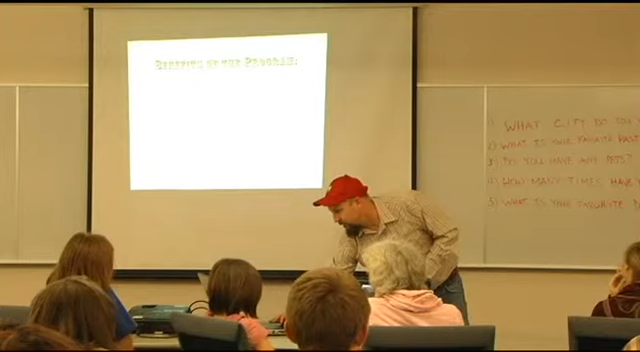 Benefits of the Program:
1) WHAT CITY DO YOU
2) WHAT IS YOUR FAVORITE
3) DO YOU HAVE ANY PETS?
4) HOW MANY TIMES HAVE
5) WHAT IS YOUR FAVORITE